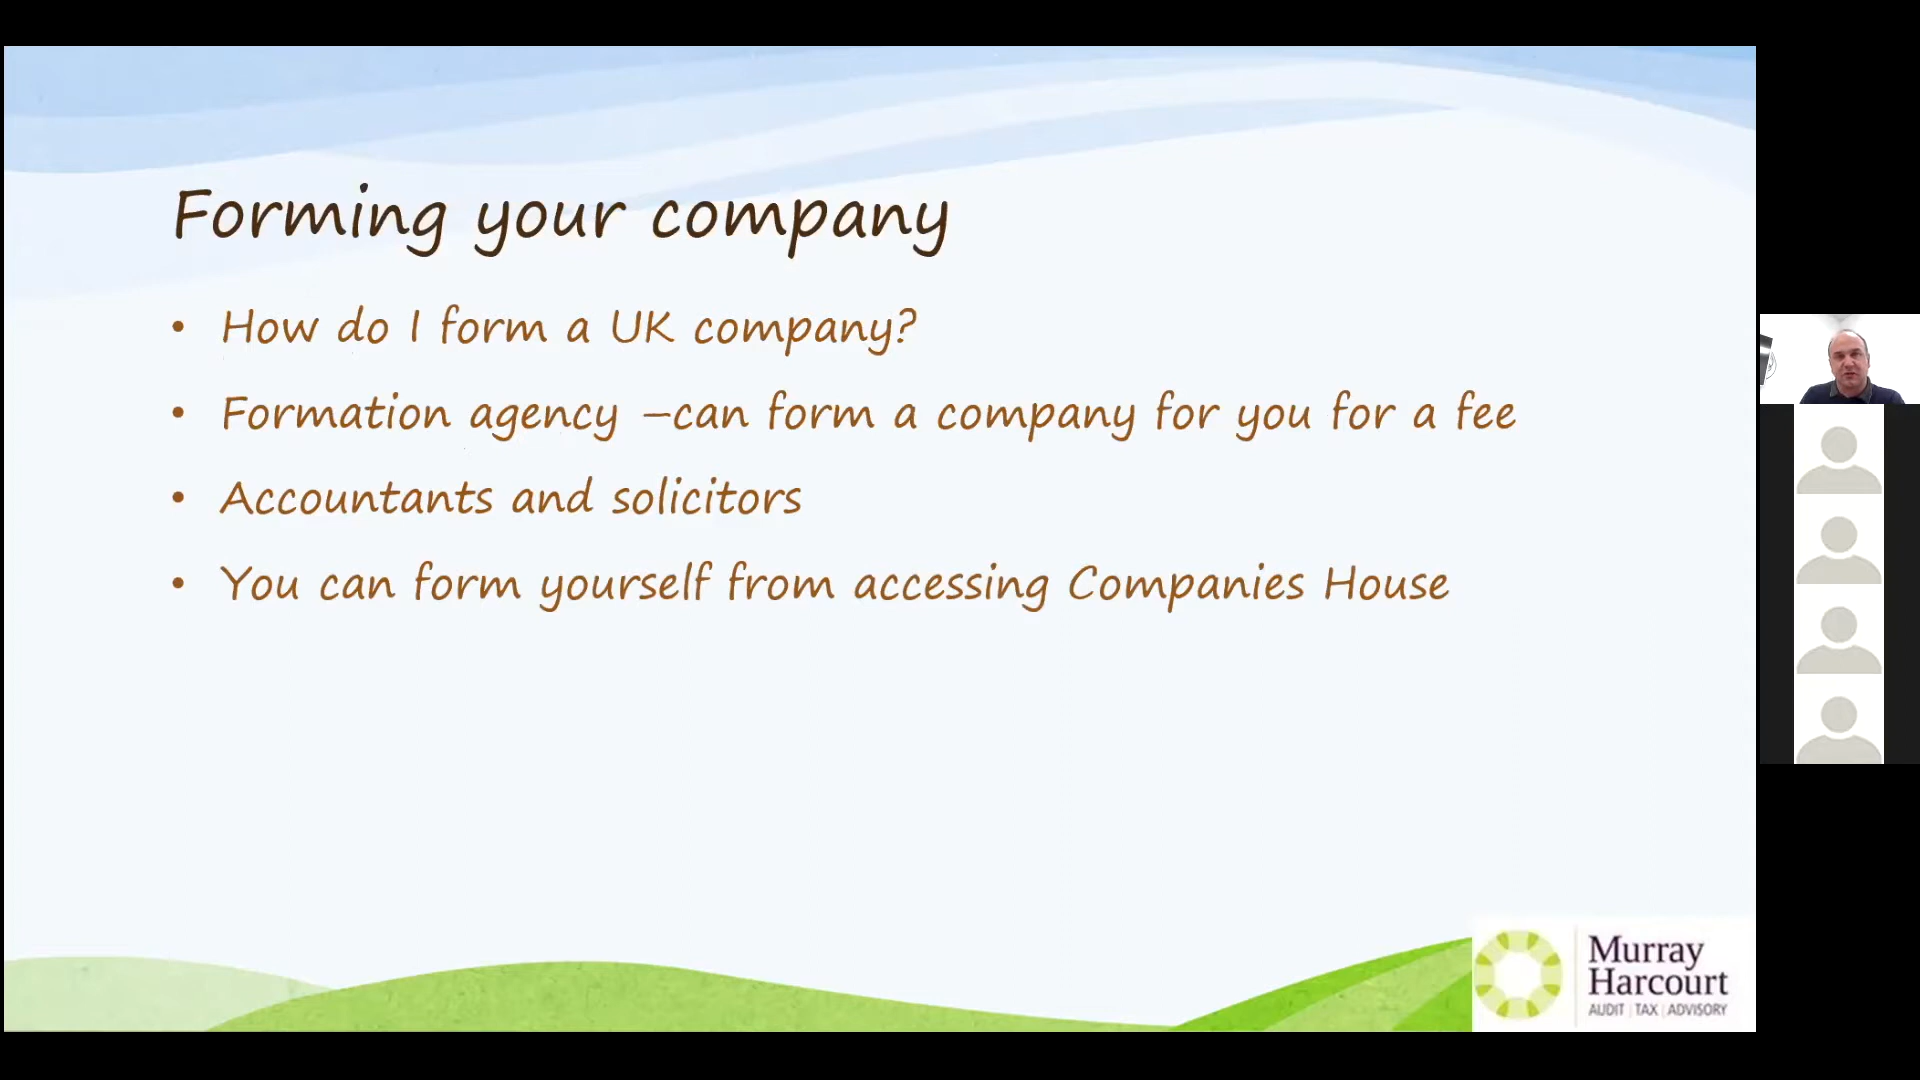 Forming your company
• How do I form a UK company?
• Formation agency –can form a company for you for a fee
• Accountants and solicitors
• You can form yourself from accessing Companies House
Murray
Harcourt
AUDIT | TAX | ADVISORY